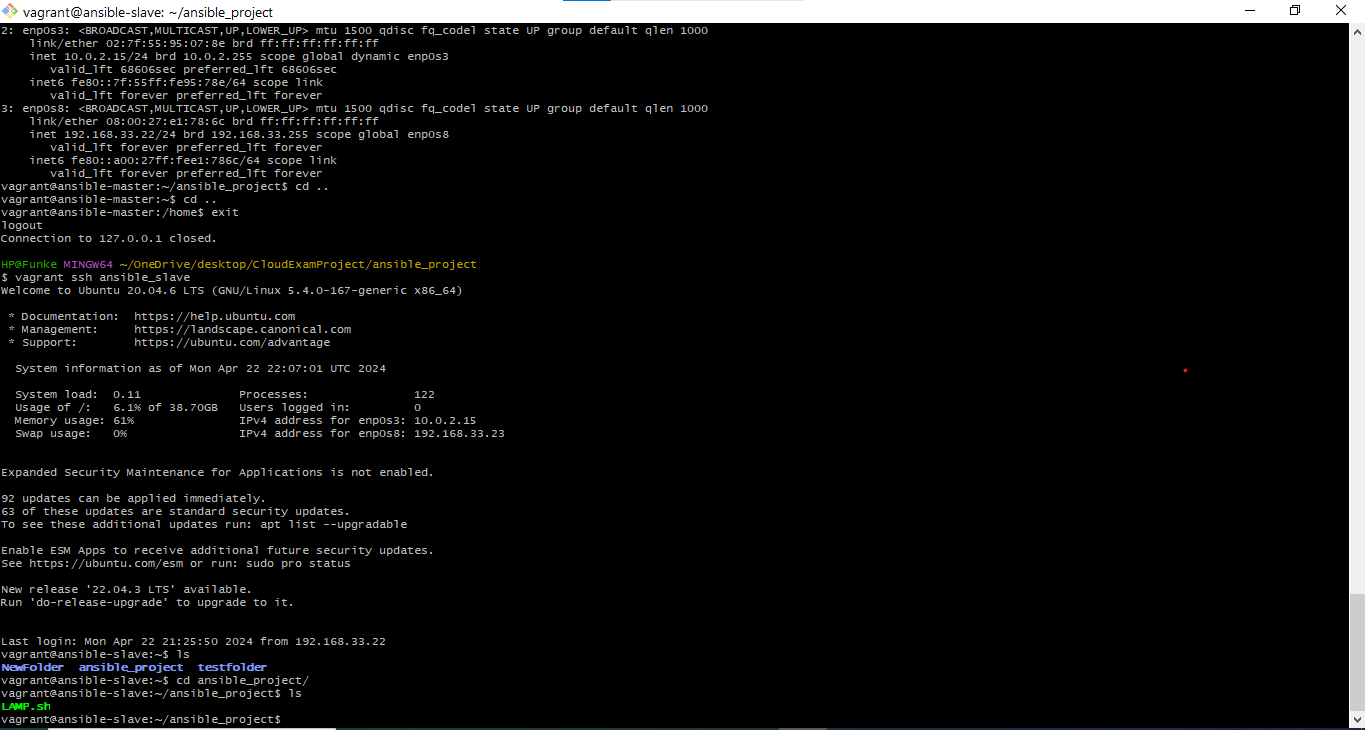 vagrant@ansible-slave: ~/ansible_project
2: enp0s3: <BROADCAST,MULTICAST,UP,LOWER_UP> mtu 1500 qdisc fq_codel state UP group default qlen 1000
    link/ether 02:7f:55:95:07:8e brd ff:ff:ff:ff:ff:ff
    inet 10.0.2.15/24 brd 10.0.2.255 scope global dynamic enp0s3
       valid_lft 68606sec preferred_lft 68606sec
    inet6 fe80::7f:55ff:fe95:78e/64 scope link
       valid_lft forever preferred_lft forever
3: enp0s8: <BROADCAST,MULTICAST,UP,LOWER_UP> mtu 1500 qdisc fq_codel state UP group default qlen 1000
    link/ether 08:00:27:e1:78:6c brd ff:ff:ff:ff:ff:ff
    inet 192.168.33.22/24 brd 192.168.33.255 scope global enp0s8
       valid_lft forever preferred_lft forever
    inet6 fe80::a00:27ff:fee1:786c/64 scope link
       valid_lft forever preferred_lft forever
vagrant@ansible-master:~/ansible_project$ cd ..
vagrant@ansible-master:~$ cd ..
vagrant@ansible-master:/home$ exit
logout
Connection to 127.0.0.1 closed.
HP@Funke MINGW64 ~/OneDrive/desktop/CloudExamProject/ansible_project
$ vagrant ssh ansible_slave
Welcome to Ubuntu 20.04.6 LTS (GNU/Linux 5.4.0-167-generic x86_64)
 * Documentation:  https://help.ubuntu.com
 * Management:     https://landscape.canonical.com
 * Support:        https://ubuntu.com/advantage
  System information as of Mon Apr 22 22:07:01 UTC 2024
  System load:  0.11              Processes:               122
  Usage of /:   6.1% of 38.70GB   Users logged in:         0
  Memory usage: 61%               IPv4 address for enp0s3: 10.0.2.15
  Swap usage:   0%                IPv4 address for enp0s8: 192.168.33.23
Expanded Security Maintenance for Applications is not enabled.
92 updates can be applied immediately.
63 of these updates are standard security updates.
To see these additional updates run: apt list --upgradable
Enable ESM Apps to receive additional future security updates.
See https://ubuntu.com/esm or run: sudo pro status
New release '22.04.3 LTS' available.
Run 'do-release-upgrade' to upgrade to it.
Last login: Mon Apr 22 21:25:50 2024 from 192.168.33.22
vagrant@ansible-slave:~$ ls
NewFolder  ansible_project  testfolder
vagrant@ansible-slave:~$ cd ansible_project/
vagrant@ansible-slave:~/ansible_project$ ls
LAMP.sh
vagrant@ansible-slave:~/ansible_project$